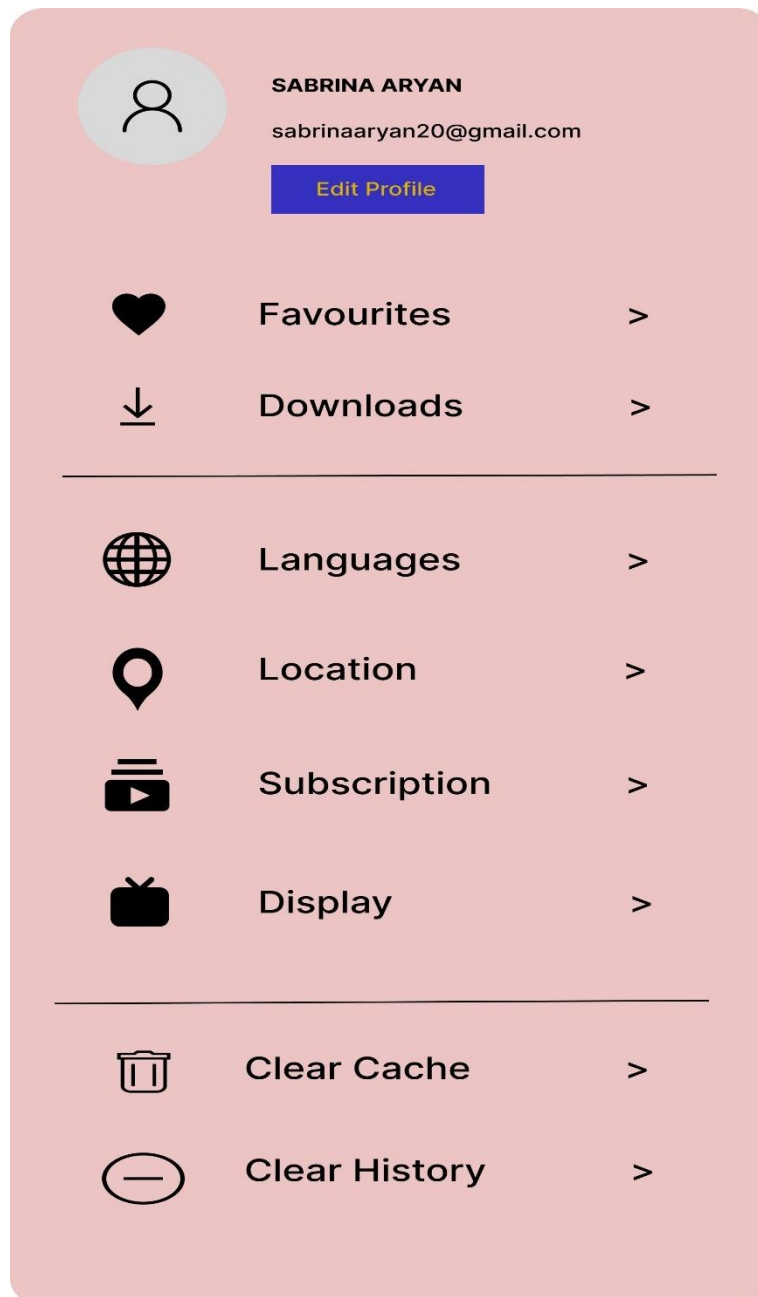 SABRINA ARYAN
sabrinaaryan20@gmail.com
Edit Profile
Favourites >
Downloads >
Languages >
Location >
Subscription >
Display >
Clear Cache >
Clear History >